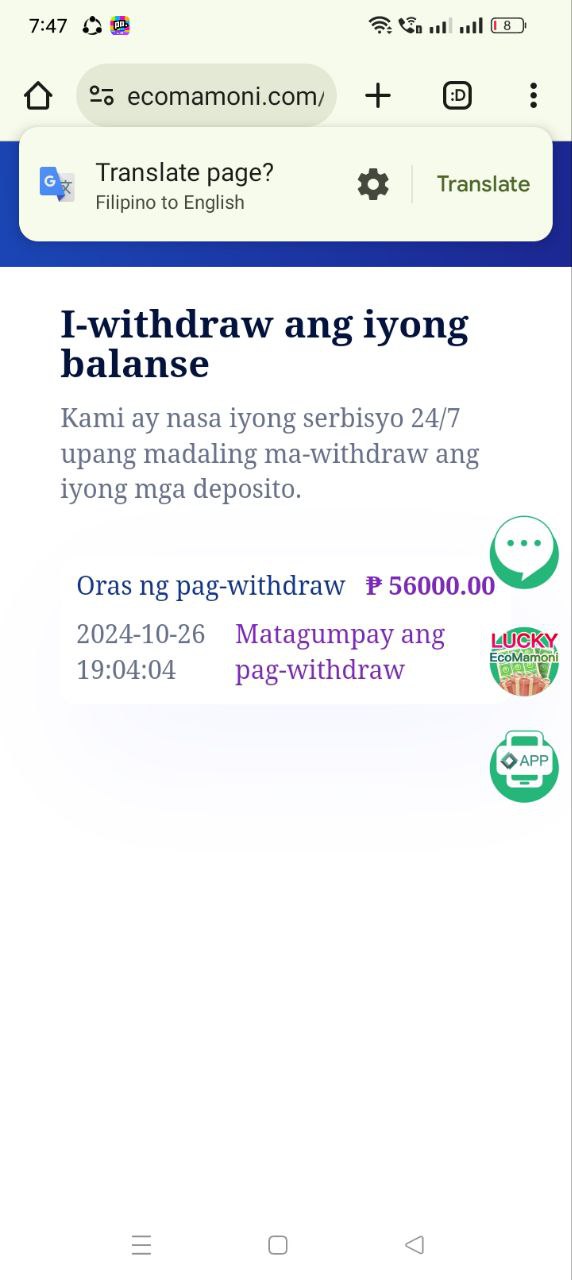 7:47
8
ecomamoni.com/
:D
Translate page?
Filipino to English
Translate
I-withdraw ang iyong
balanse
Kami ay nasa iyong serbisyo 24/7
upang madaling ma-withdraw ang
iyong mga deposito.
Oras ng pag-withdraw ₱ 56000.00
2024-10-26 Matagumpay ang
19:04:04 pag-withdraw
LUCKY
EcoMamoni
APP